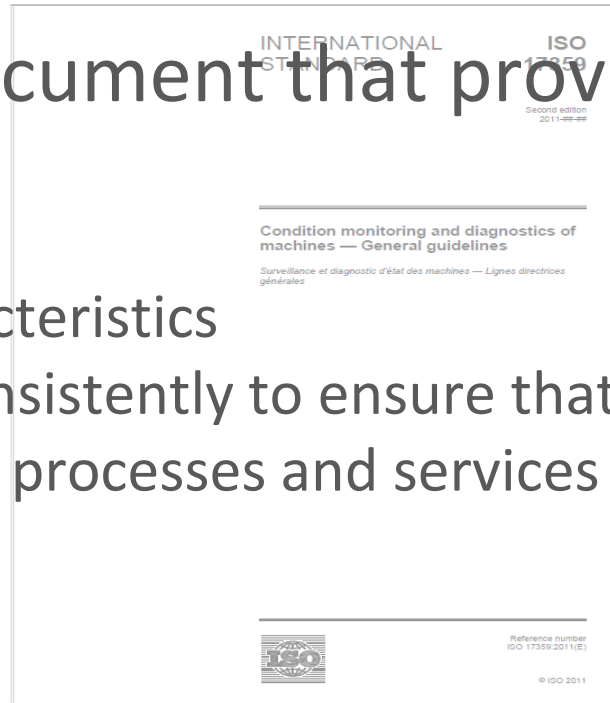 INTERNATIONAL
STANDARD
ISO
17359
cument that prov
Second edition
2011-##-##
Condition monitoring and diagnostics of
machines — General guidelines
Surveillance et diagnostic d'état des machines — Lignes directrices
générales
cteristics
nsistently to ensure that
processes and services
ISO
Reference number
ISO 17359:2011(E)
© ISO 2011